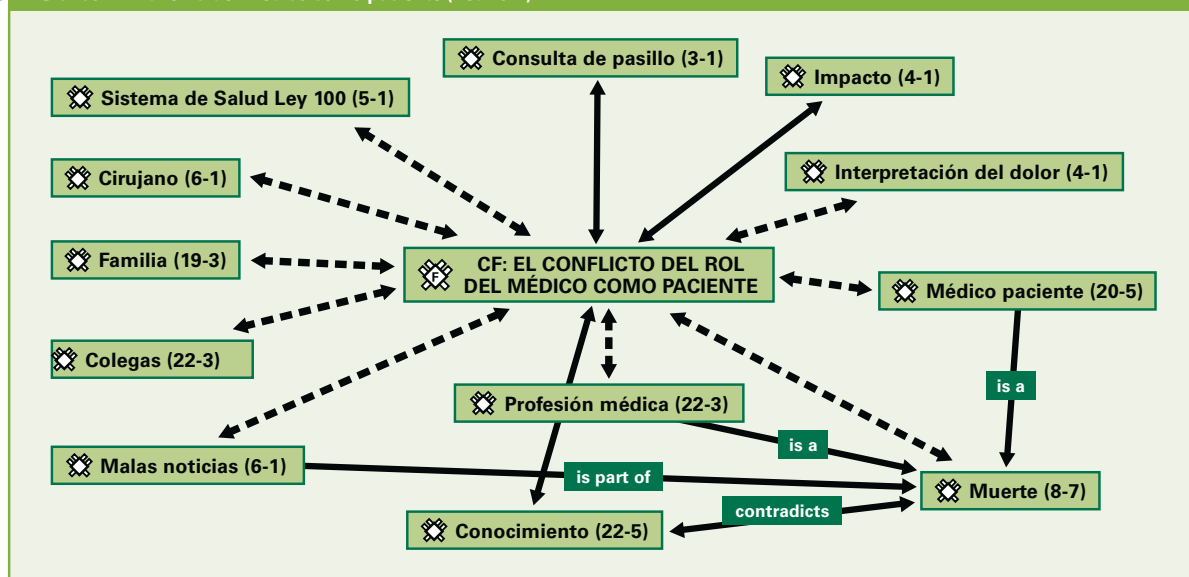 Consulta de pasillo (3-1)
Impacto (4-1)
Sistema de Salud Ley 100 (5-1)
Cirujano (6-1)
Interpretación del dolor (4-1)
Familia (19-3)
F
CF: EL CONFLICTO DEL ROL
DEL MÉDICO COMO PACIENTE
Médico paciente (20-5)
Colegas (22-3)
is a
Profesión médica (22-3)
is a
Malas noticias (6-1)
is part of
Muerte (8-7)
contradicts
Conocimiento (22-5)